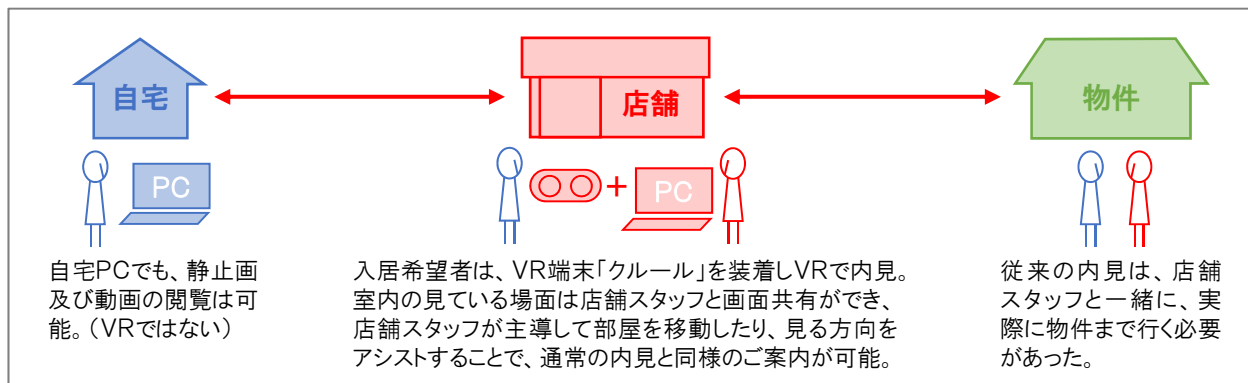 自宅
店舗
物件
PC
+
PC
自宅PCでも、静止画
及び動画の閲覧は可
能。（VRではない）
入居希望者は、VR端末「クルール」を装着しVRで内見。
室内の見ている場面は店舗スタッフと画面共有ができ、
店舗スタッフが主導して部屋を移動したり、見る方向を
アシストすることで、通常の内見と同様のご案内が可能。
従来の内見は、店舗
スタッフと一緒に、実
際に物件まで行く必要
があった。